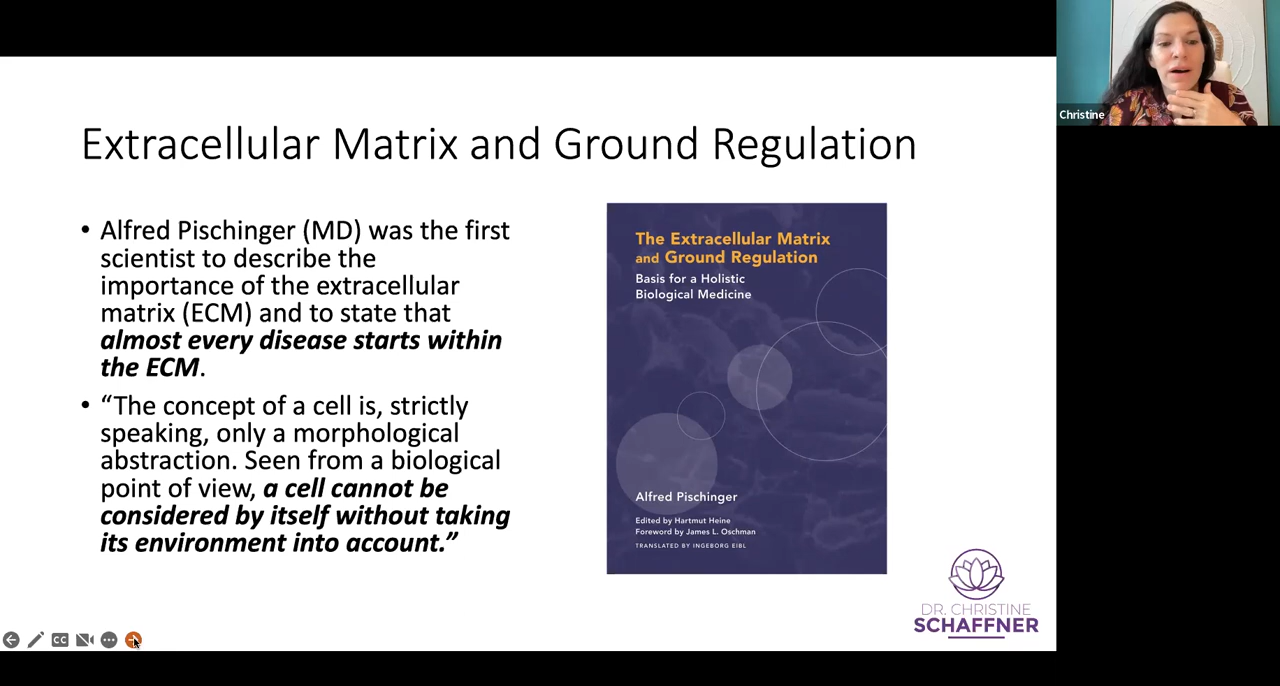 Extracellular Matrix and Ground Regulation
• Alfred Pischinger (MD) was the first
scientist to describe the
importance of the extracellular
matrix (ECM) and to state that
almost every disease starts within
the ECM.
• “The concept of a cell is, strictly
speaking, only a morphological
abstraction. Seen from a biological
point of view, a cell cannot be
considered by itself without taking
its environment into account.”
The Extracellular Matrix
and Ground Regulation
Basis for a Holistic
Biological Medicine
Alfred Pischinger
Edited by Hartmut Heine
Foreword by James L. Oschman
TRANSLATED BY INGEBORG EIBL
DR. CHRISTINE
SCHAFFNER
Christine
CC